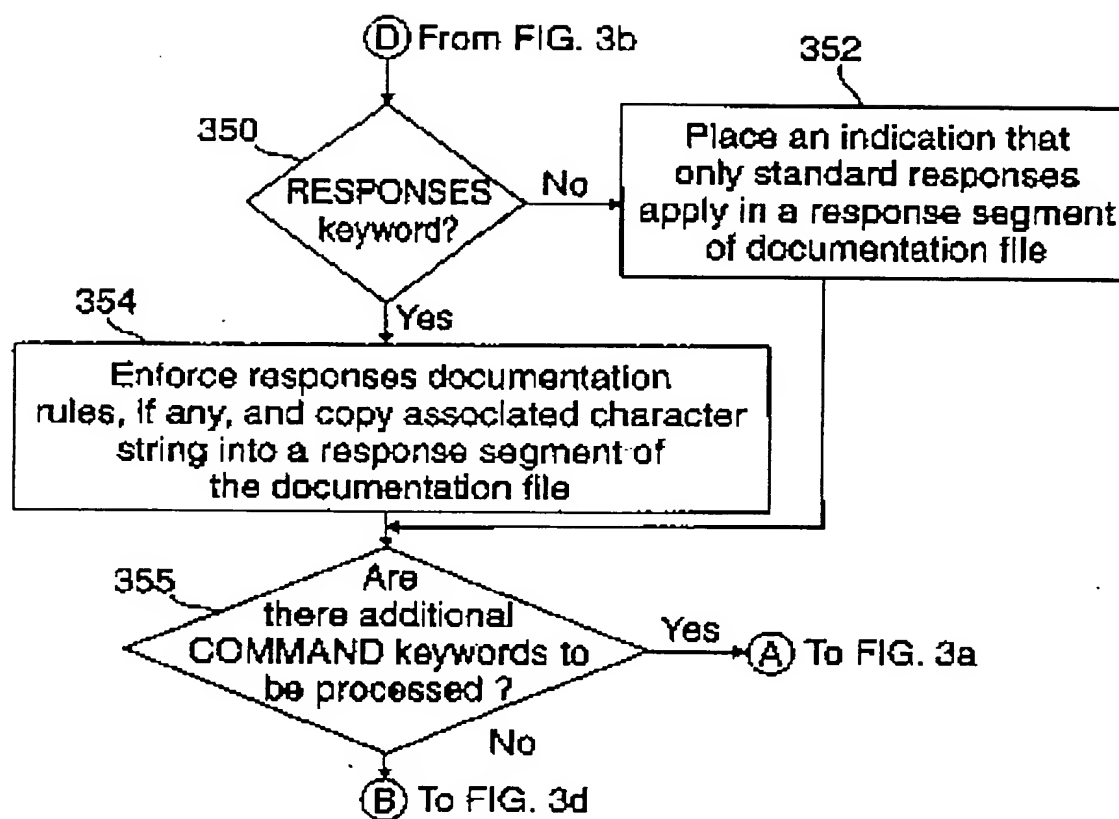 D From FIG. 3b
352
350
RESPONSES
keyword?
No
Place an indication that
only standard responses
apply in a response segment
of documentation file
Yes
354
Enforce responses documentation
rules, if any, and copy associated character
string into a response segment of
the documentation file
355
Are
there additional
COMMAND keywords to
be processed ?
Yes
A To FIG. 3a
No
B To FIG. 3d